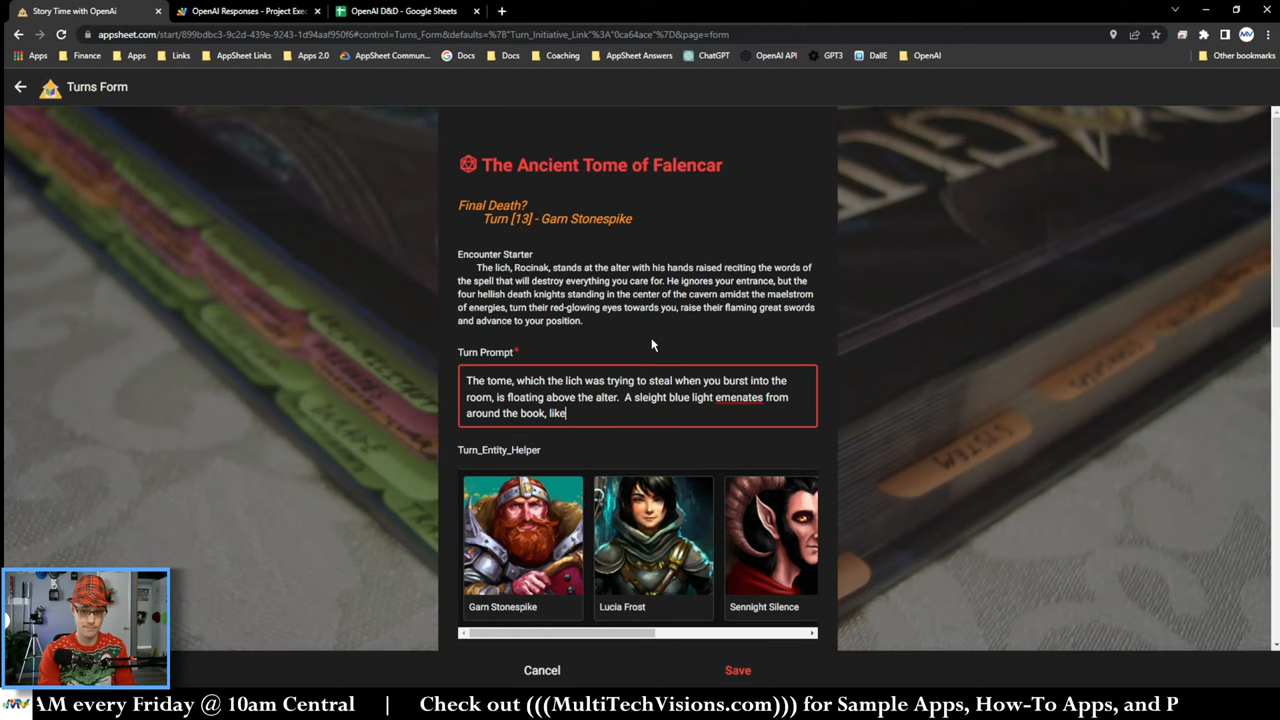 Story Time with OpenAi
OpenAI Responses - Project Exec
OpenAI D&D - Google Sheets
appsheet.com/start/899bdbc3-9c2d-439e-9243-1d94aaf950f6#control=Turns_Form&defaults=%7B"Turn_Initiative_Link"%3A"0ca64ace"%7D&page=form
Apps Finance Apps Links AppSheet Links Apps 2.0 AppSheet Commun... Docs Docs Coaching AppSheet Answers ChatGPT OpenAI API GPT3 DallE OpenAI Other bookmarks
Turns Form
The Ancient Tome of Falencar
Final Death?
Turn [13] - Garn Stonespike
Encounter Starter
The lich, Rocinak, stands at the alter with his hands raised reciting the words of
the spell that will destroy everything you care for. He ignores your entrance, but the
four hellish death knights standing in the center of the cavern amidst the maelstrom
of energies, turn their red-glowing eyes towards you, raise their flaming great swords
and advance to your position.
Turn Prompt*
The tome, which the lich was trying to steal when you burst into the
room, is floating above the alter. A sleight blue light emenates from
around the book, like
Turn_Entity_Helper
Garn Stonespike
Lucia Frost
Sennight Silence
SYSTEM
Cancel
Save
MV
AM every Friday @ 10am Central | Check out (((MultiTechVisions.com))) for Sample Apps, How-To Apps, and P